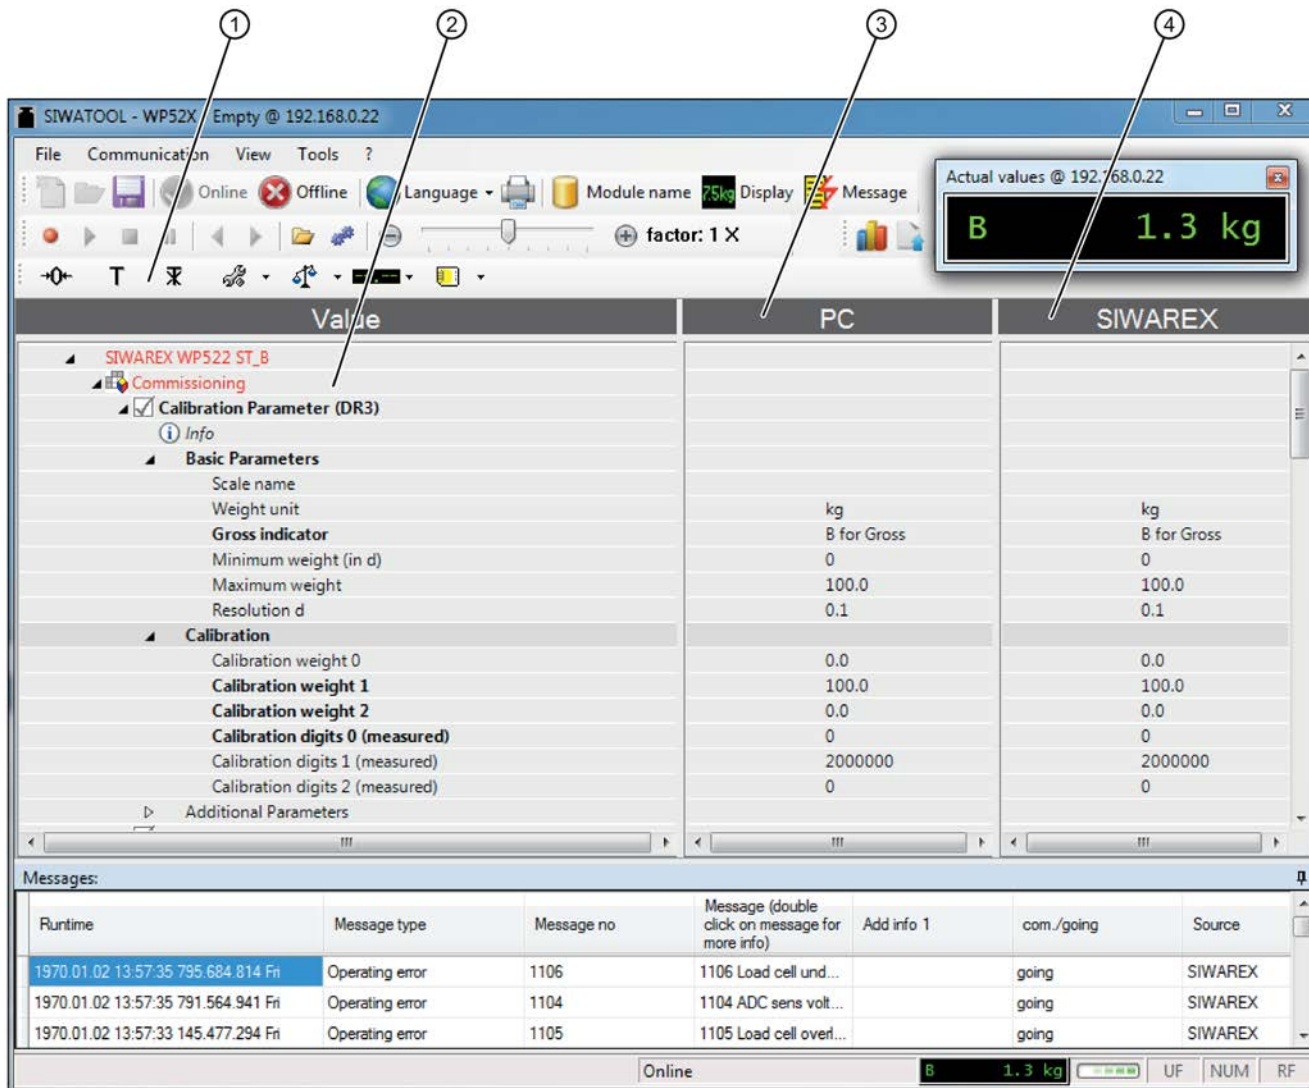 1 2 3 4
SIWATOOL - WP52X / Empty @ 192.168.0.22
File Communication View Tools ?
Online Offline Language Module name 7.5kg Display Message
Actual values @ 192.168.0.22
B 1.3 kg
factor: 1 X
→0← T
Value PC SIWAREX
SIWAREX WP522 ST_B
Commissioning
Calibration Parameter (DR3)
Info
Basic Parameters
Scale name
Weight unit kg kg
Gross indicator B for Gross B for Gross
Minimum weight (in d) 0 0
Maximum weight 100.0 100.0
Resolution d 0.1 0.1
Calibration
Calibration weight 0 0.0 0.0
Calibration weight 1 100.0 100.0
Calibration weight 2 0.0 0.0
Calibration digits 0 (measured) 0 0
Calibration digits 1 (measured) 2000000 2000000
Calibration digits 2 (measured) 0 0
Additional Parameters
Messages:
Runtime Message type Message no Message (double click on message for more info) Add info 1 com./going Source
1970.01.02 13:57:35 795.684.814 Fri Operating error 1106 1106 Load cell und... going SIWAREX
1970.01.02 13:57:35 791.564.941 Fri Operating error 1104 1104 ADC sens volt... going SIWAREX
1970.01.02 13:57:33 145.477.294 Fri Operating error 1105 1105 Load cell overl... going SIWAREX
Online B 1.3 kg UF NUM RF